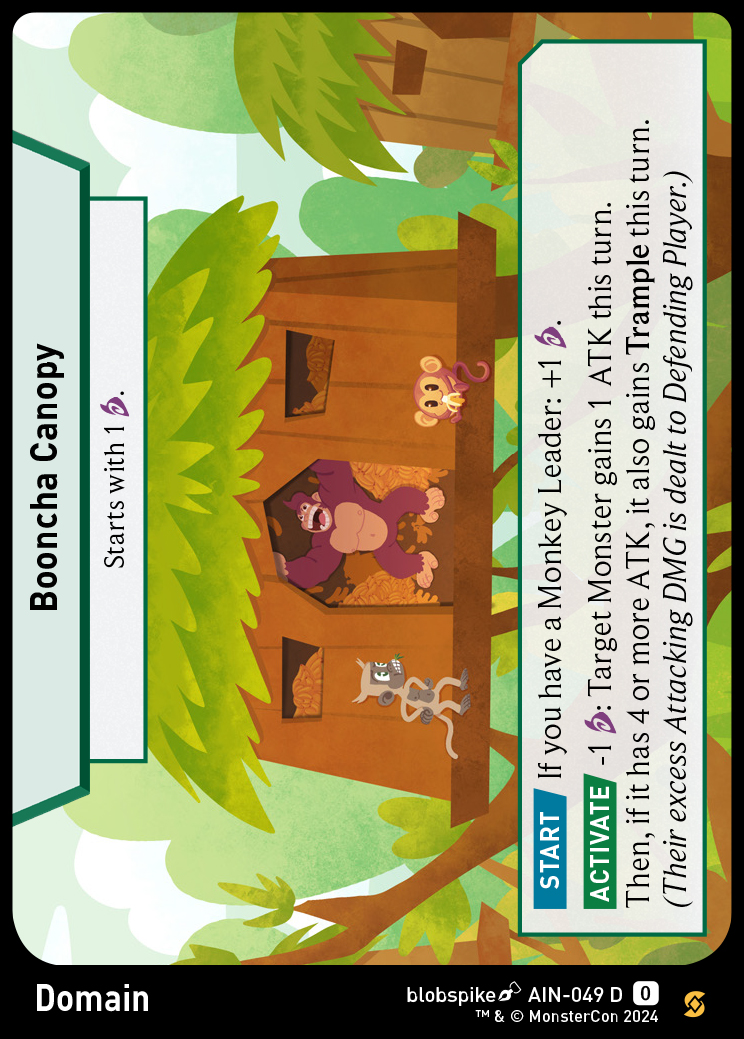 Booncha Canopy
Starts with 1 .
START If you have a Monkey Leader: +1 .
ACTIVATE -1 : Target Monster gains 1 ATK this turn.
Then, if it has 4 or more ATK, it also gains Trample this turn.
(Their excess Attacking DMG is dealt to Defending Player.)
Domain
blobspike AIN-049 D 0
™ & © MonsterCon 2024